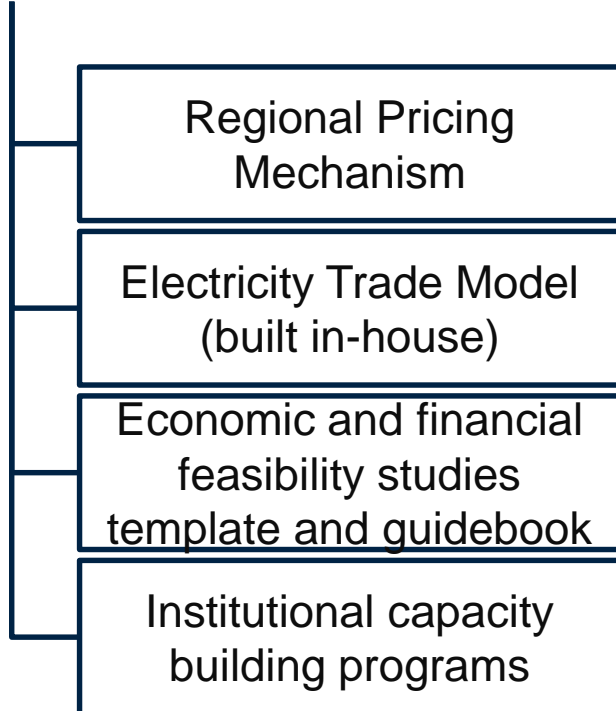 Regional Pricing
Mechanism
Electricity Trade Model
(built in-house)
Economic and financial
feasibility studies
template and guidebook
Institutional capacity
building programs